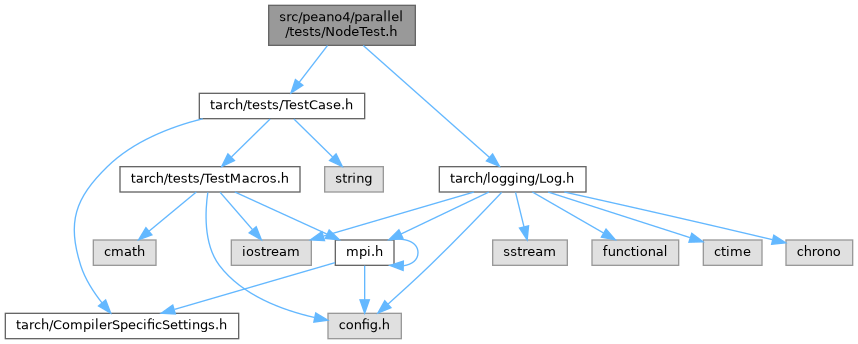 src/peano4/parallel
/tests/NodeTest.h
tarch/tests/TestCase.h
tarch/tests/TestMacros.h
string
tarch/logging/Log.h
cmath
iostream
mpi.h
sstream
functional
ctime
chrono
tarch/CompilerSpecificSettings.h
config.h